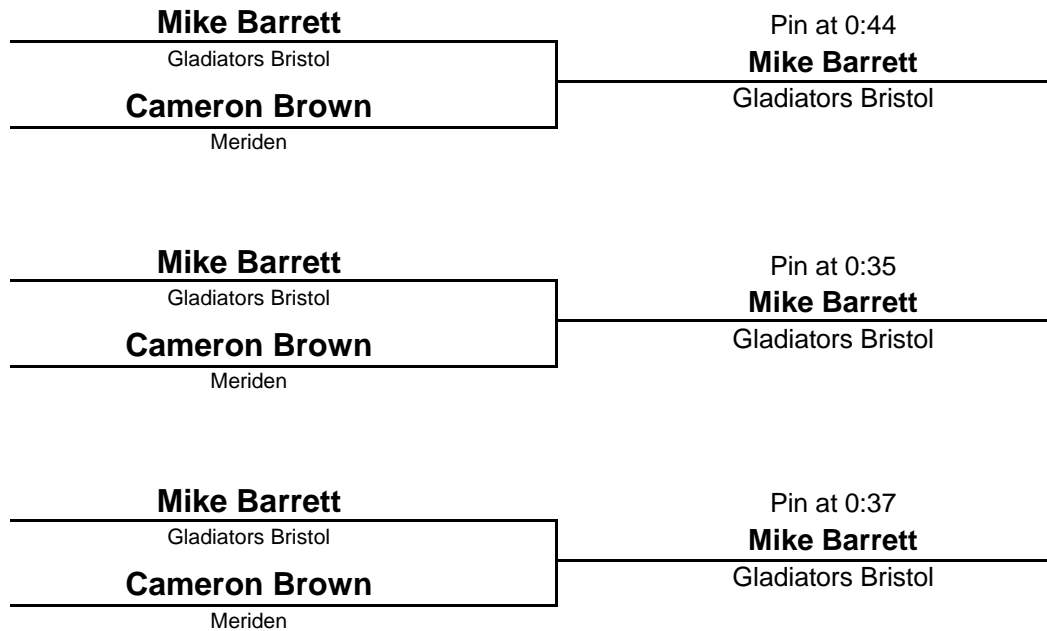 Mike Barrett
Gladiators Bristol
Cameron Brown
Meriden
Pin at 0:44
Mike Barrett
Gladiators Bristol
Mike Barrett
Gladiators Bristol
Cameron Brown
Meriden
Pin at 0:35
Mike Barrett
Gladiators Bristol
Mike Barrett
Gladiators Bristol
Cameron Brown
Meriden
Pin at 0:37
Mike Barrett
Gladiators Bristol